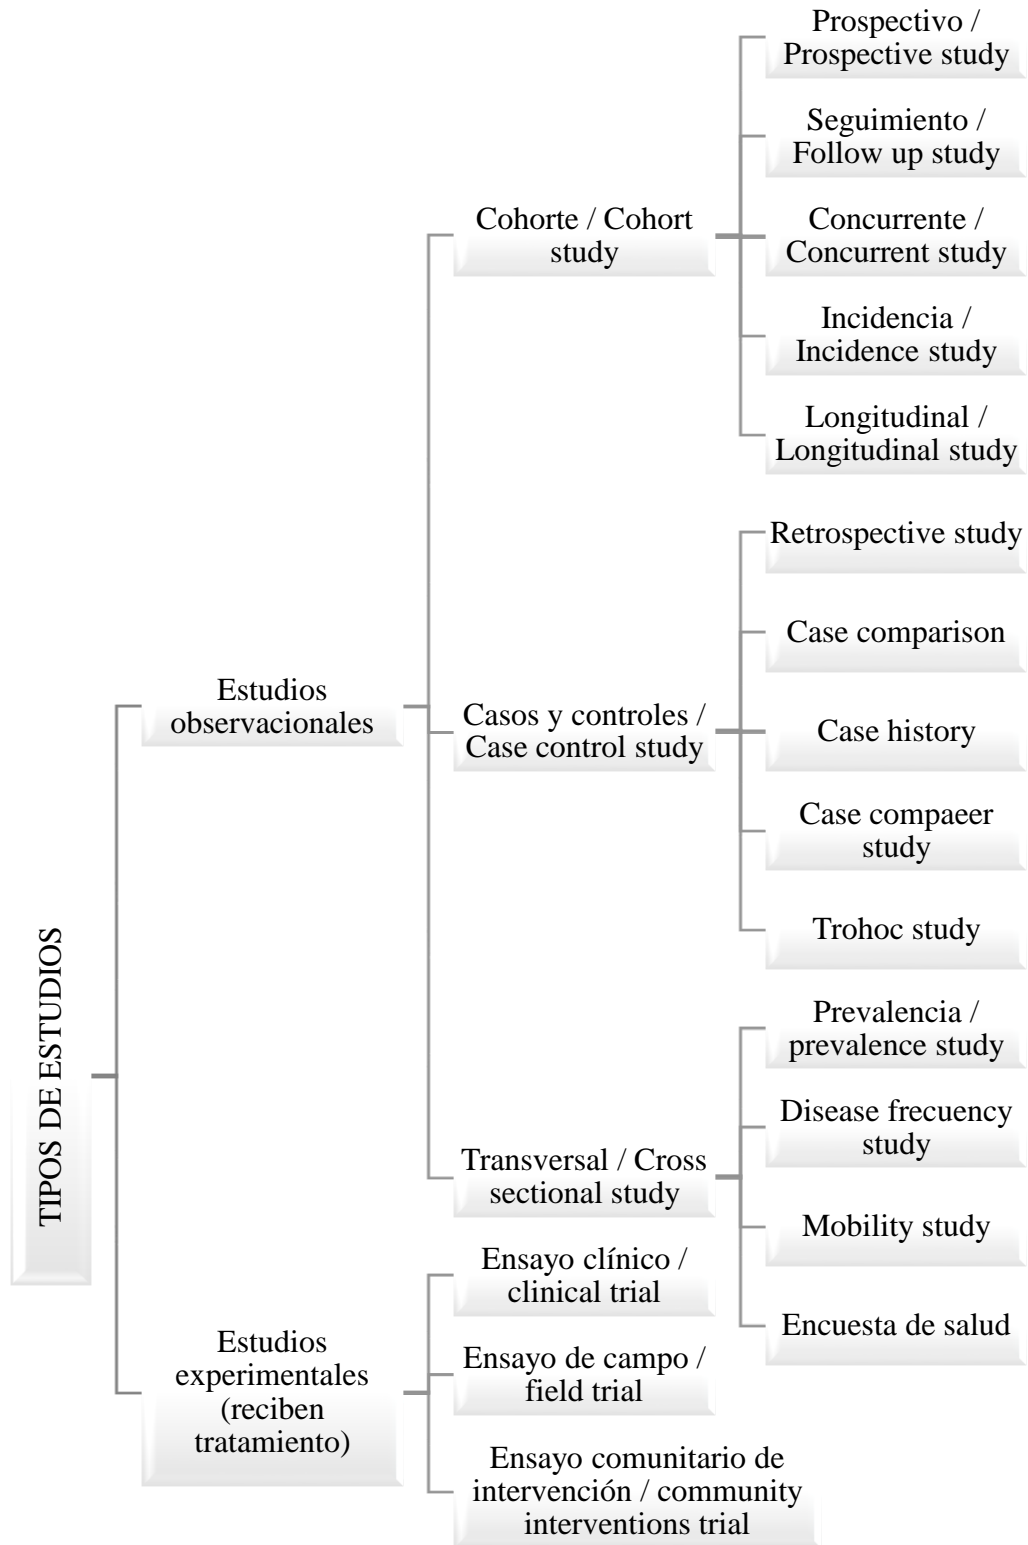 TIPOS DE ESTUDIOS
Estudios
observacionales
Cohorte / Cohort
study
Prospectivo /
Prospective study
Seguimiento /
Follow up study
Concurrente /
Concurrent study
Incidencia /
Incidence study
Longitudinal /
Longitudinal study
Casos y controles /
Case control study
Retrospective study
Case comparison
Case history
Case compaeer
study
Trohoc study
Transversal / Cross
sectional study
Prevalencia /
prevalence study
Disease frecuency
study
Mobility study
Encuesta de salud
Estudios
experimentales
(reciben
tratamiento)
Ensayo clínico /
clinical trial
Ensayo de campo /
field trial
Ensayo comunitario de
intervención / community
interventions trial